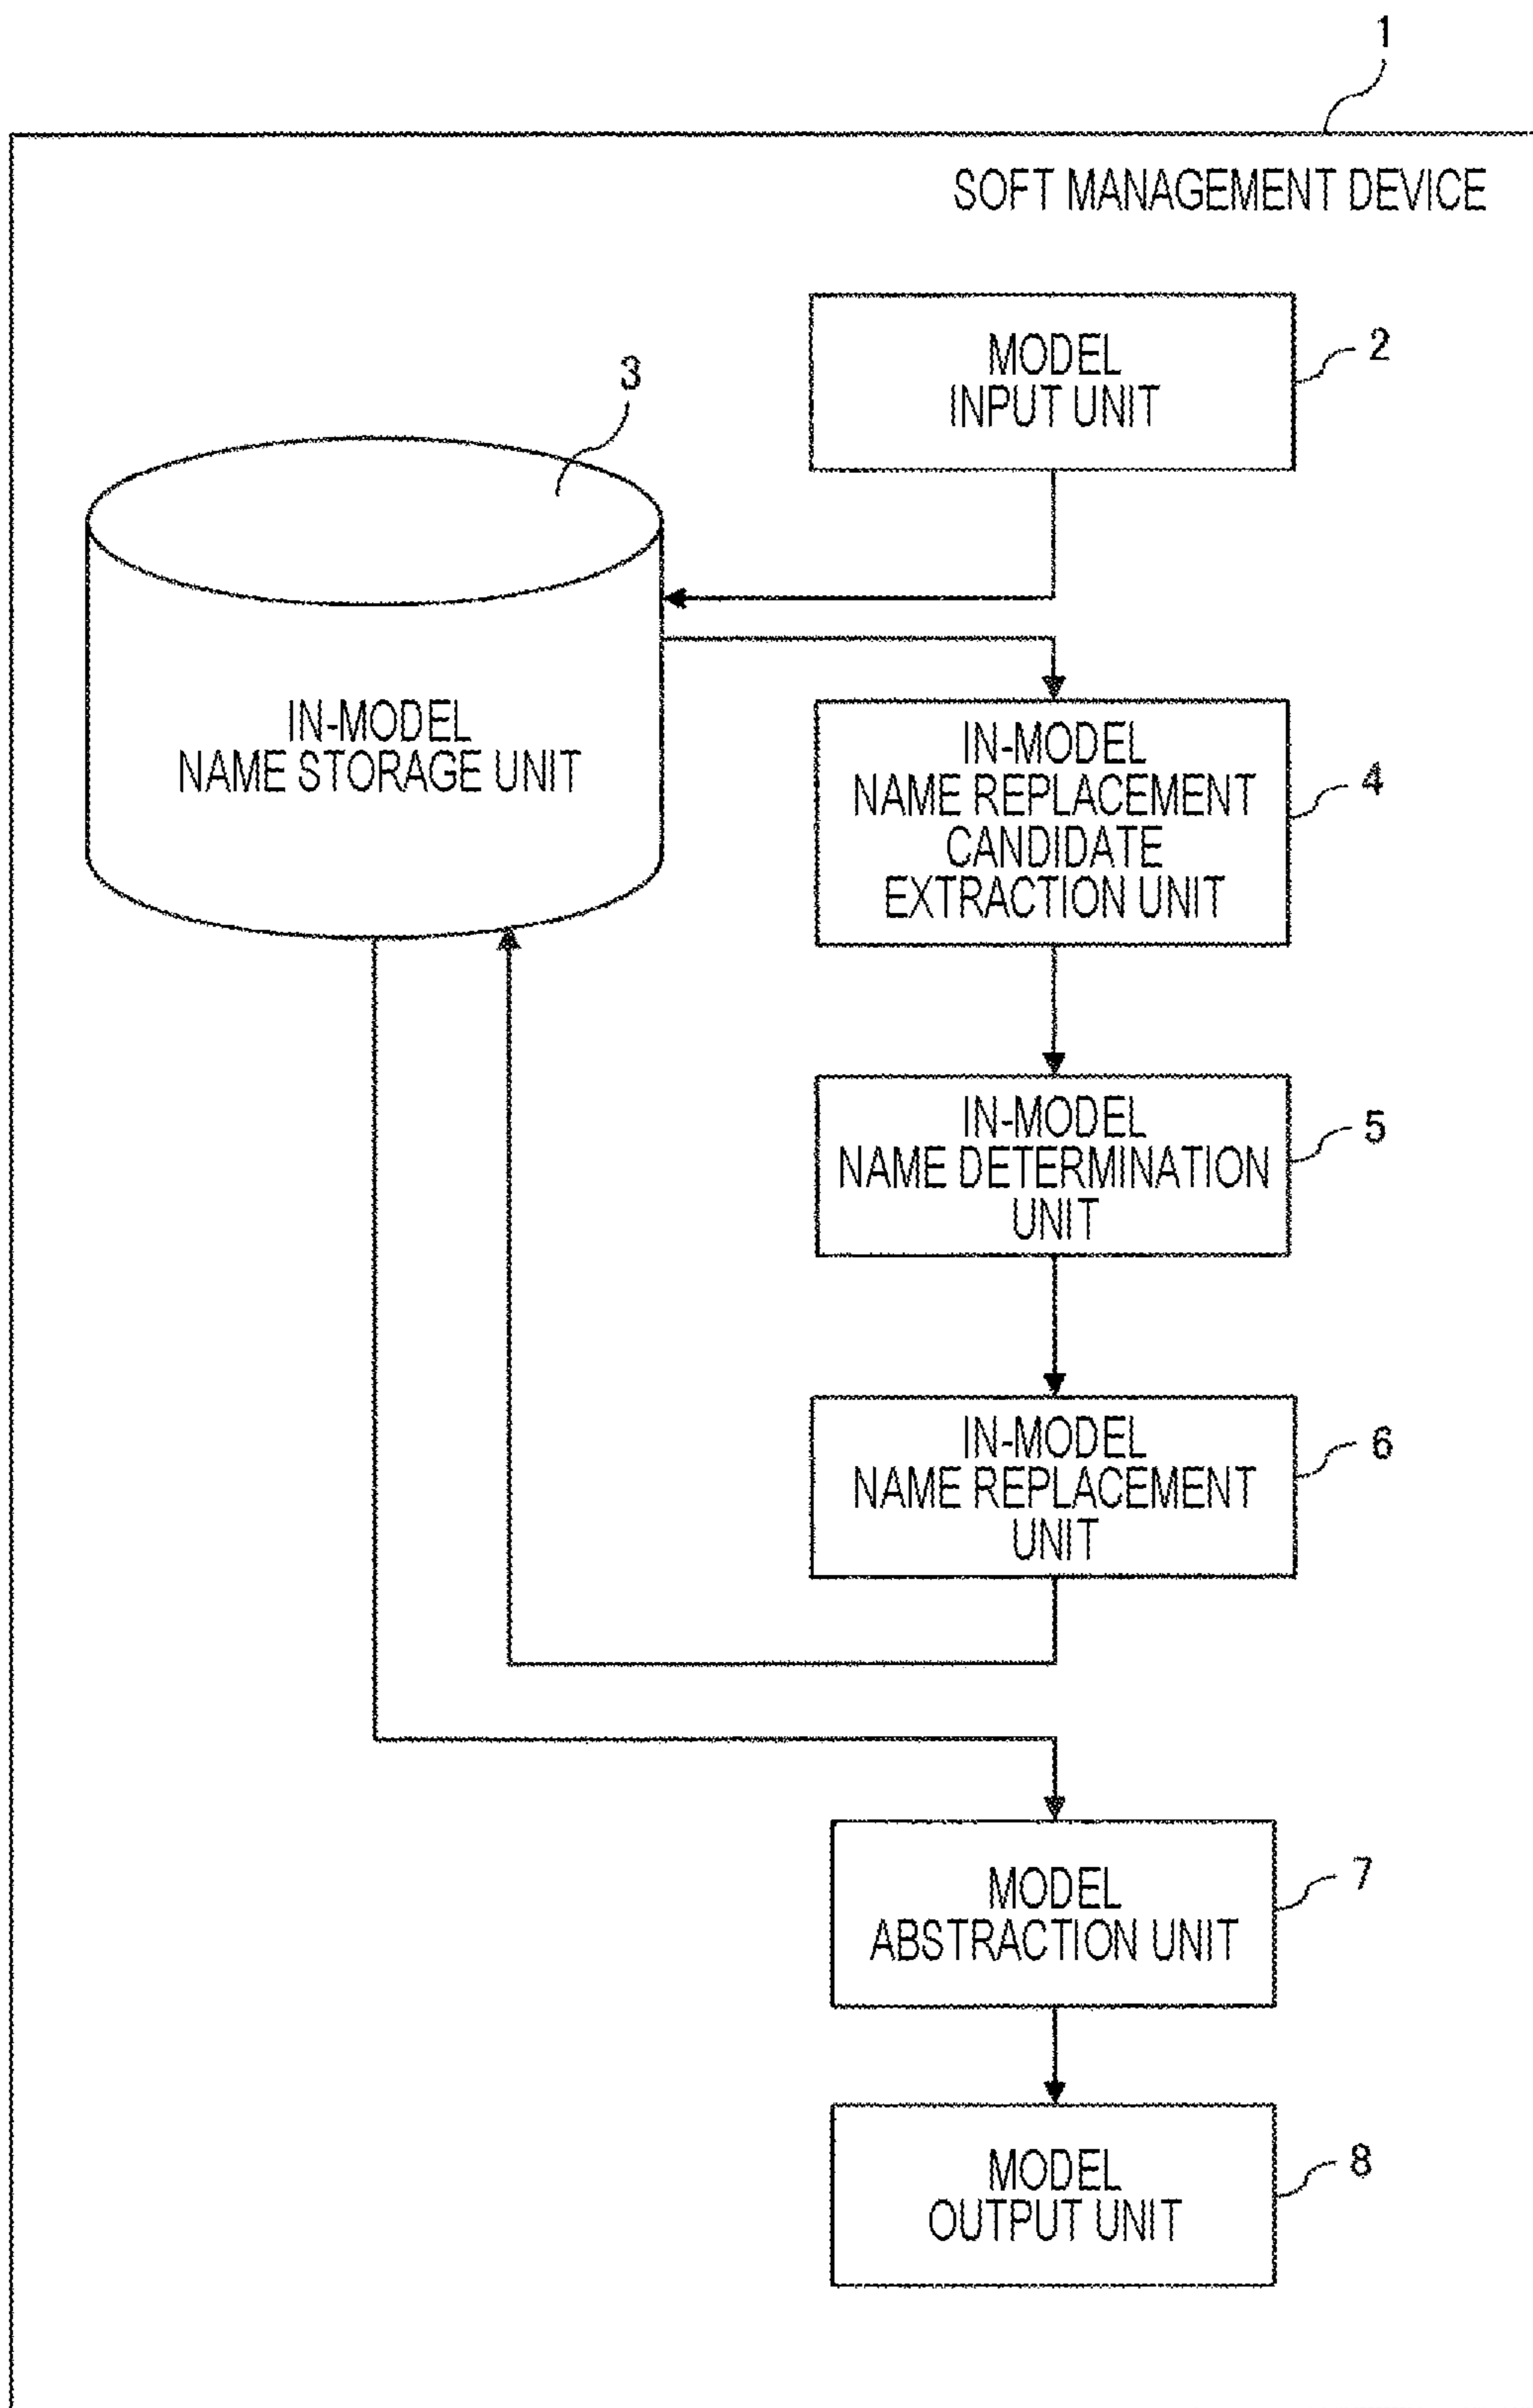 1
SOFT MANAGEMENT DEVICE
MODEL
INPUT UNIT
2
3
IN-MODEL
NAME STORAGE UNIT
IN-MODEL
NAME REPLACEMENT
CANDIDATE
EXTRACTION UNIT
4
IN-MODEL
NAME DETERMINATION
UNIT
5
IN-MODEL
NAME REPLACEMENT
UNIT
6
MODEL
ABSTRACTION UNIT
7
MODEL
OUTPUT UNIT
8